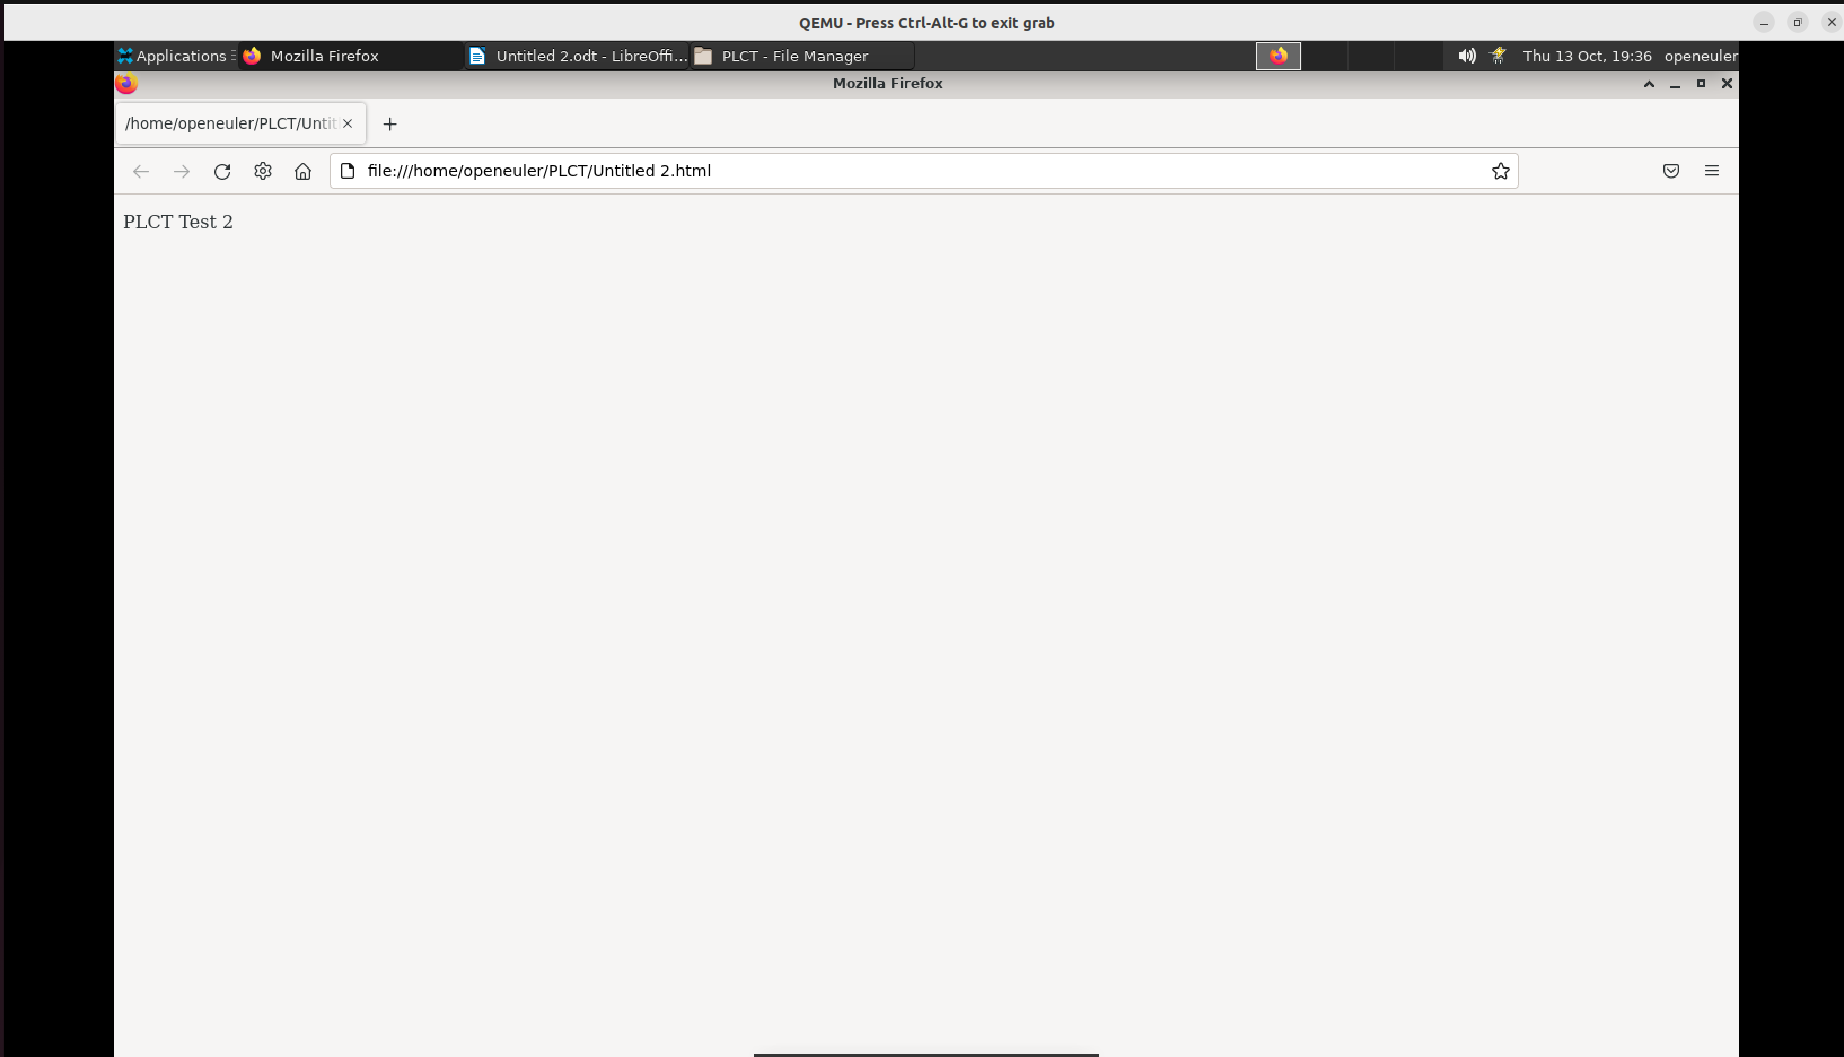 QEMU - Press Ctrl-Alt-G to exit grab
Applications Mozilla Firefox Untitled 2.odt - LibreOffi... PLCT - File Manager Thu 13 Oct, 19:36 openeuler
Mozilla Firefox
/home/openeuler/PLCT/Untit
file:///home/openeuler/PLCT/Untitled 2.html
PLCT Test 2